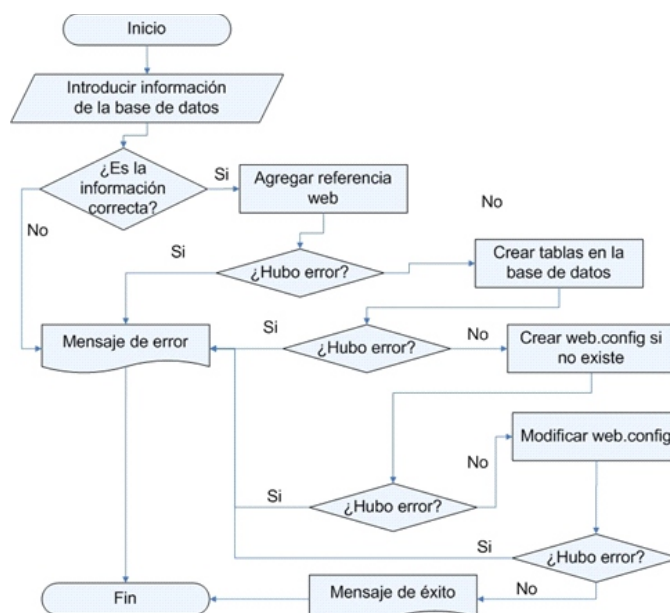 Inicio
Introducir información
de la base de datos
¿Es la
información
correcta?
Si
Agregar referencia
web
No
No
Si
¿Hubo error?
Crear tablas en la
base de datos
Mensaje de error
Si
¿Hubo error?
No
Crear web.config si
no existe
Modificar web.config
No
Si
¿Hubo error?
Si
¿Hubo error?
No
Mensaje de éxito
Fin